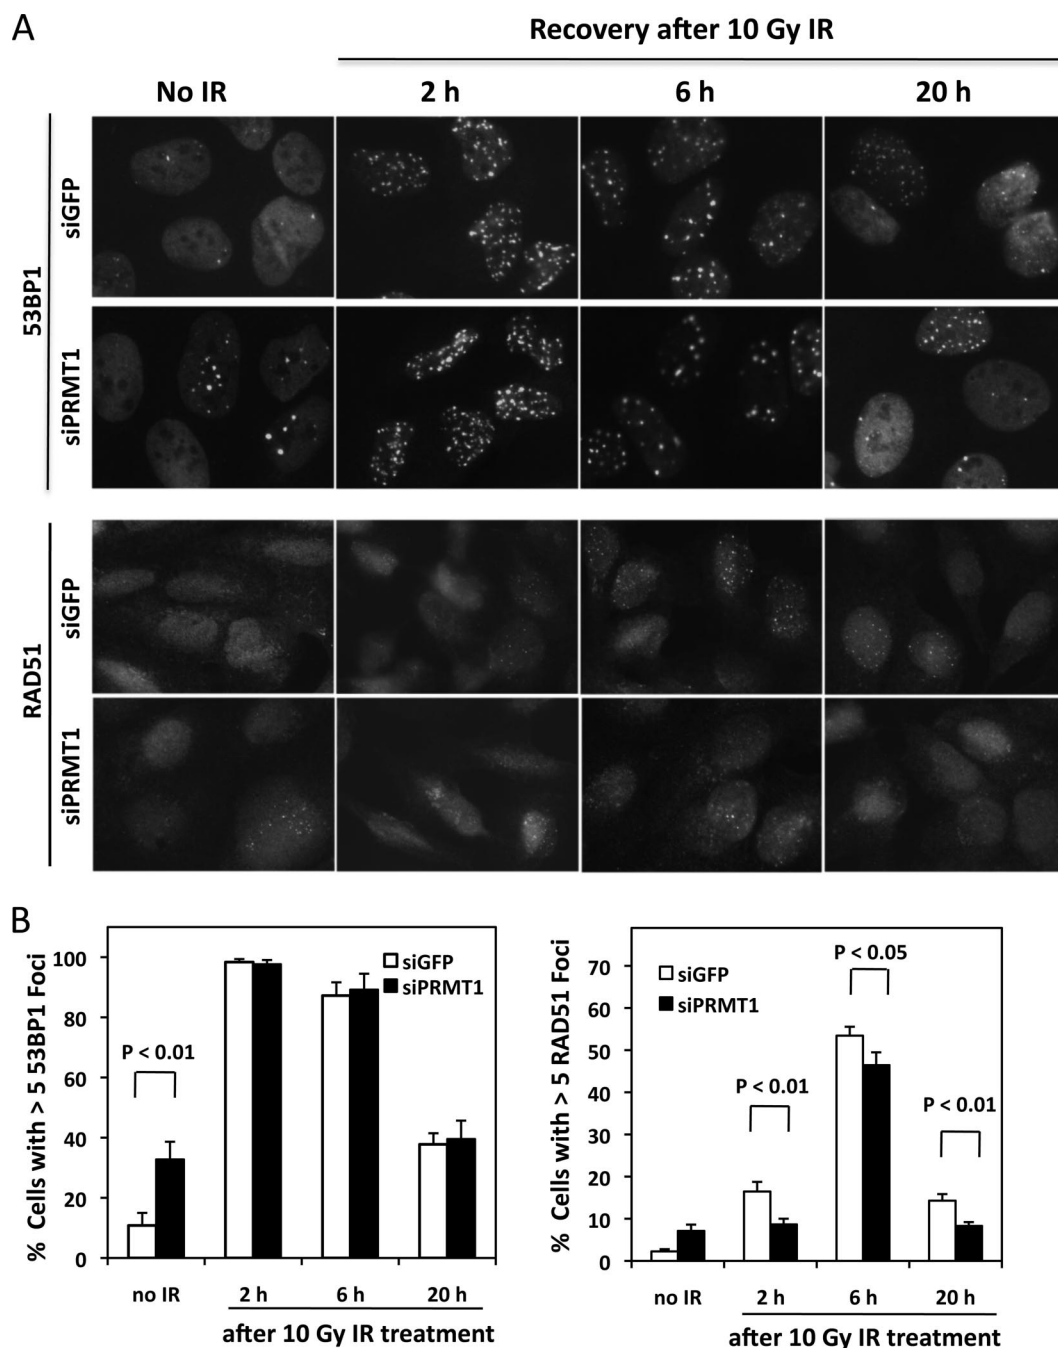 A
Recovery after 10 Gy IR
No IR
2 h
6 h
20 h
53BP1
siGFP
siPRMT1
RAD51
siGFP
siPRMT1
B
% Cells with > 5 53BP1 Foci
100
80
60
40
20
0
siGFP
siPRMT1
P < 0.01
no IR
2 h
6 h
20 h
after 10 Gy IR treatment
% Cells with > 5 RAD51 Foci
70
60
50
40
30
20
10
0
siGFP
siPRMT1
P < 0.01
P < 0.05
P < 0.01
no IR
2 h
6 h
20 h
after 10 Gy IR treatment